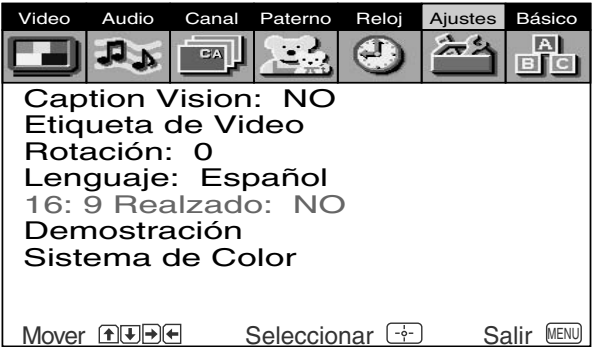 Video Audio Canal Paterno Reloj Ajustes Básico
CA A B C
Caption Vision: NO
Etiqueta de Video
Rotación: 0
Lenguaje: Español
16: 9 Realzado: NO
Demostración
Sistema de Color
Mover Seleccionar Salir MENU